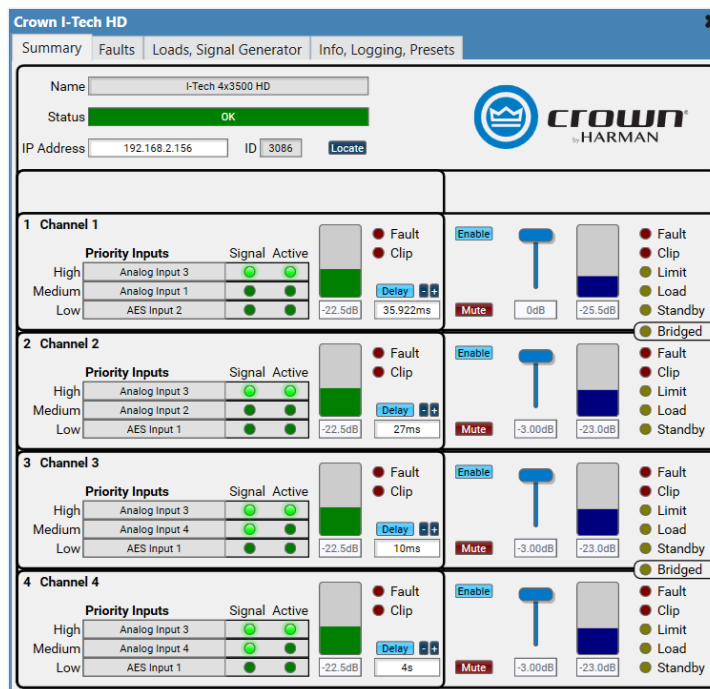 Crown I-Tech HD
Summary Faults Loads, Signal Generator Info, Logging, Presets
Name I-Tech 4x3500 HD
Status OK
IP Address 192.168.2.156 ID 3086 Locate
crown®
by HARMAN
1 Channel 1
Priority Inputs Signal Active
High Analog Input 3
Medium Analog Input 1
Low AES Input 2
-22.5dB
Fault
Clip
Delay - +
35.922ms
Enable
Mute
0dB
-25.5dB
Fault
Clip
Limit
Load
Standby
Bridged
2 Channel 2
Priority Inputs Signal Active
High Analog Input 3
Medium Analog Input 2
Low AES Input 1
-22.5dB
Fault
Clip
Delay - +
27ms
Enable
Mute
-3.00dB
-23.0dB
Fault
Clip
Limit
Load
Standby
3 Channel 3
Priority Inputs Signal Active
High Analog Input 3
Medium Analog Input 4
Low AES Input 1
-22.5dB
Fault
Clip
Delay - +
10ms
Enable
Mute
-3.00dB
-23.0dB
Fault
Clip
Limit
Load
Standby
Bridged
4 Channel 4
Priority Inputs Signal Active
High Analog Input 3
Medium Analog Input 4
Low AES Input 1
-22.5dB
Fault
Clip
Delay - +
4s
Enable
Mute
-3.00dB
-23.0dB
Fault
Clip
Limit
Load
Standby